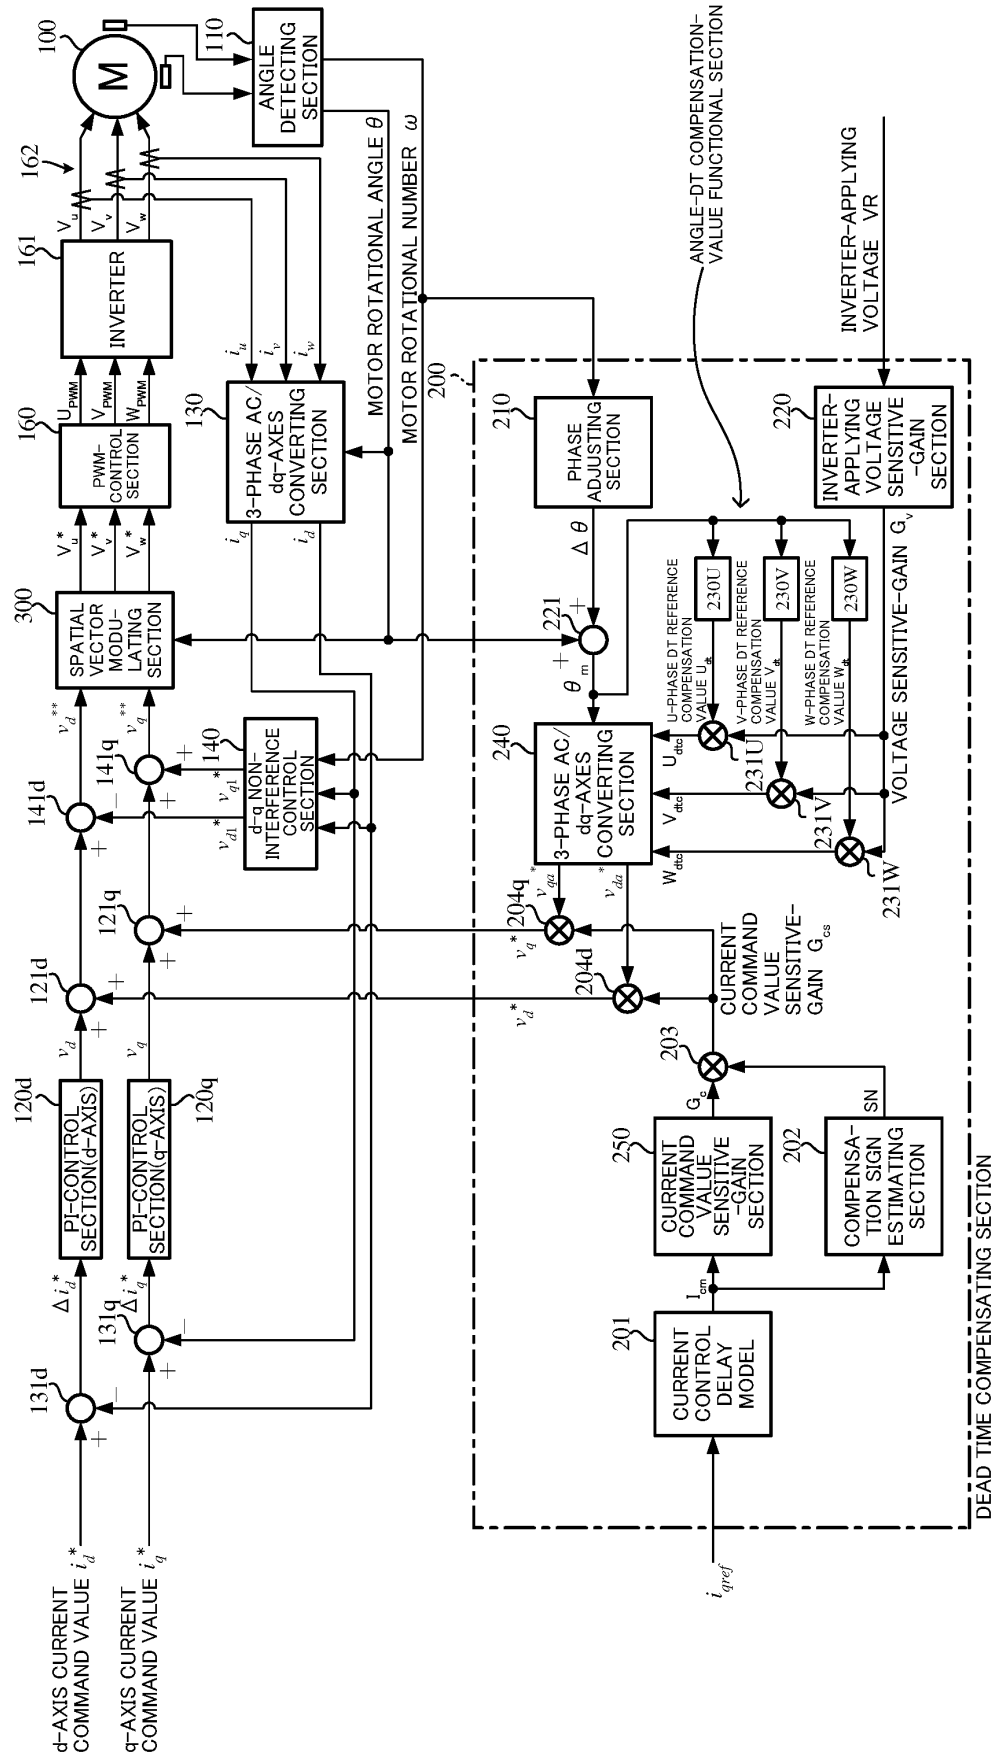 d-AXIS CURRENT
COMMAND VALUE i_d*
q-AXIS CURRENT
COMMAND VALUE i_q*
131d
+
−
131q
+
−
Δi_d*
Δi_q*
120d
PI-CONTROL
SECTION(d-AXIS)
PI-CONTROL
SECTION(q-AXIS)
120q
v_d
v_q
121d
+
+
121q
+
+
141d
+
−
141q
+
+
v_d1*
v_q1*
140
d-q NON-
INTERFERENCE
CONTROL
SECTION
v_d**
v_q**
300
SPATIAL
VECTOR
MODU-
LATING
SECTION
V_u*
V_v*
V_w*
160
PWM-
CONTROL
SECTION
U_PWM
V_PWM
W_PWM
161
INVERTER
V_u
V_v
V_w
162
100
M
110
ANGLE
DETECTING
SECTION
i_u
i_v
i_w
130
3-PHASE AC/
dq-AXES
CONVERTING
SECTION
i_q
i_d
MOTOR ROTATIONAL ANGLE θ
MOTOR ROTATIONAL NUMBER ω
200
210
PHASE
ADJUSTING
SECTION
Δθ
221
+
+
θ_m
240
3-PHASE AC/
dq-AXES
CONVERTING
SECTION
v_qa*
v_da*
204q
204d
v_q*
v_d*
U_dtc
V_dtc
W_dtc
231U
231V
231W
U-PHASE DT REFERENCE
COMPENSATION
VALUE U_dt
V-PHASE DT REFERENCE
COMPENSATION
VALUE V_dt
W-PHASE DT REFERENCE
COMPENSATION
VALUE W_dt
230U
230V
230W
ANGLE-DT COMPENSATION-
VALUE FUNCTIONAL SECTION
INVERTER-APPLYING
VOLTAGE VR
220
INVERTER-
APPLYING
VOLTAGE
SENSITIVE
-GAIN
SECTION
VOLTAGE SENSITIVE-GAIN G_v
CURRENT
COMMAND
VALUE
SENSITIVE-
GAIN G_cs
203
G_c
SN
250
CURRENT
COMMAND
VALUE
SENSITIVE
-GAIN
SECTION
202
COMPENSA-
TION SIGN
ESTIMATING
SECTION
I_cm
201
CURRENT
CONTROL
DELAY
MODEL
i_qref
DEAD TIME COMPENSATING SECTION